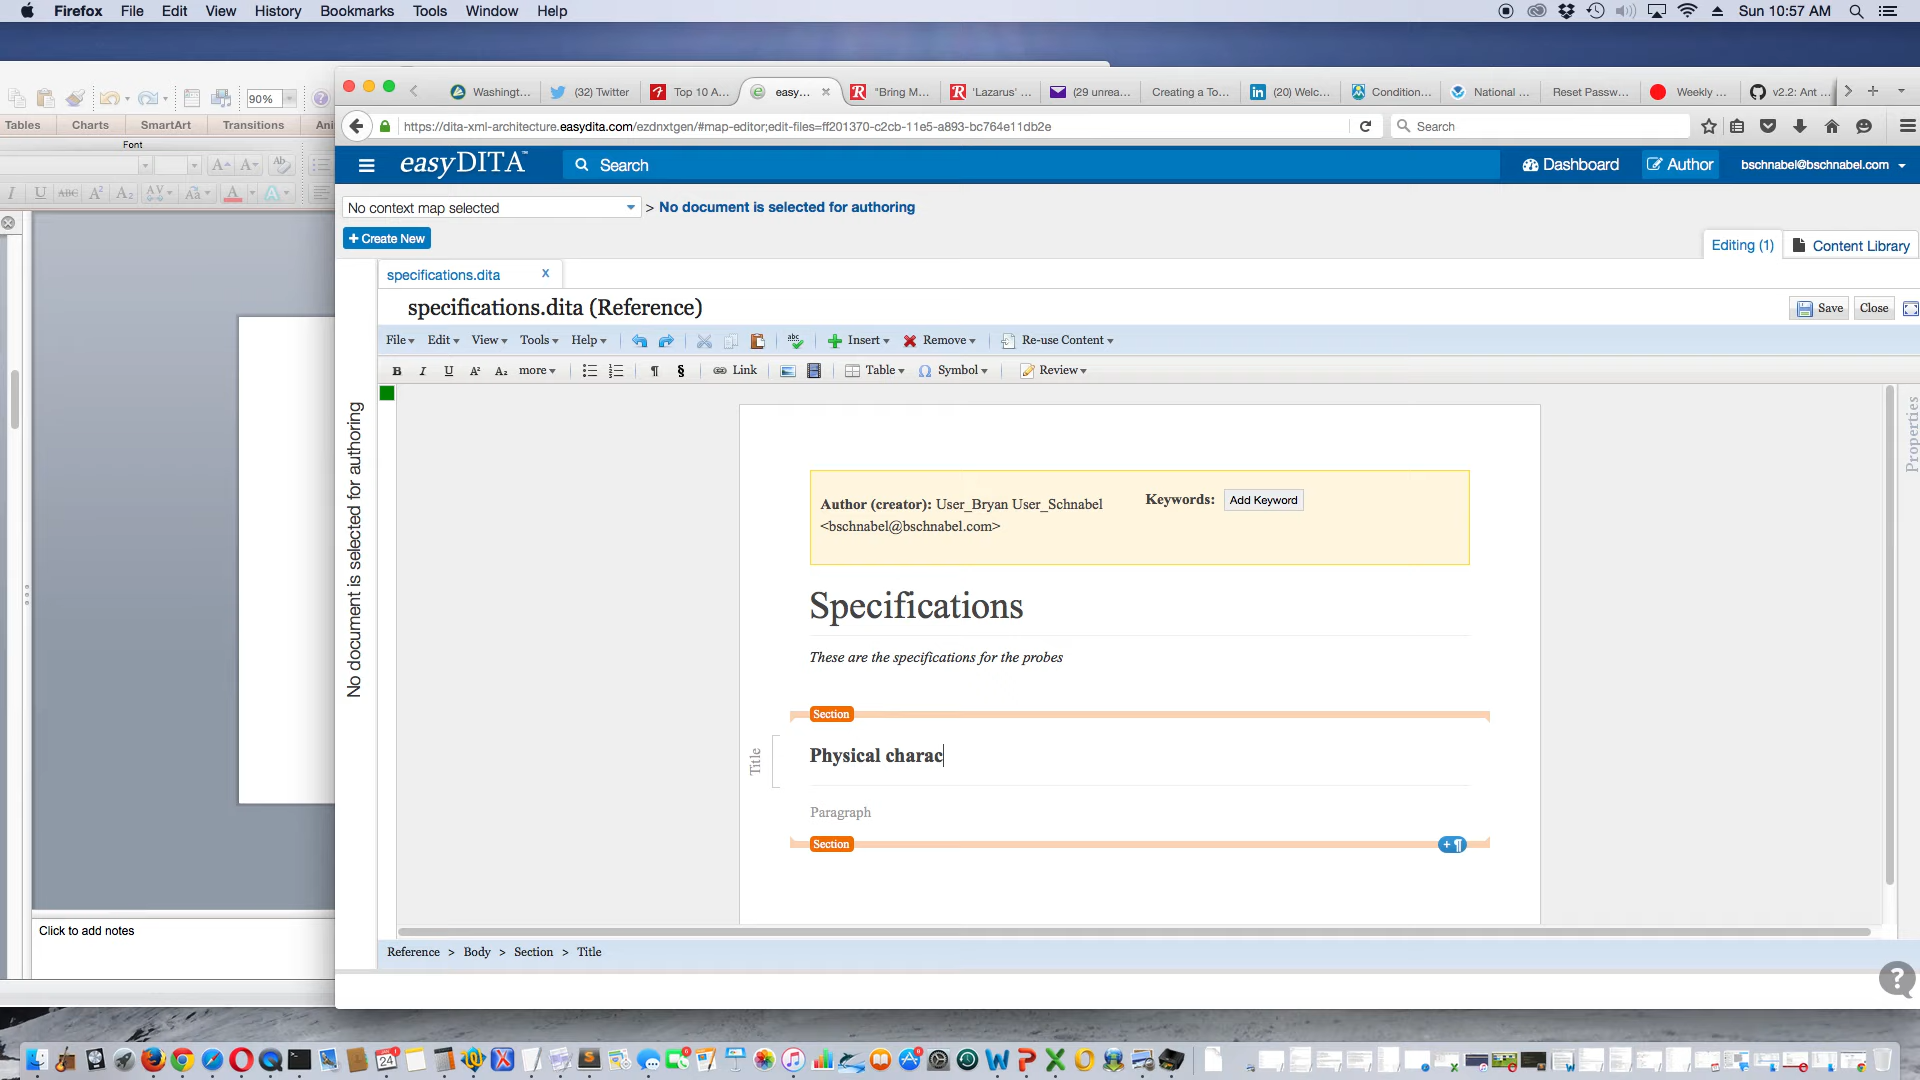 Firefox File Edit View History Bookmarks Tools Window Help
Sun 10:57 AM
90%
Tables Charts SmartArt Transitions Ani
Font
Washingt...
(32) Twitter
Top 10 A...
easy...
"Bring M...
'Lazarus' ...
(29 unrea...
Creating a To...
(20) Welc...
Condition...
National ...
Reset Passw...
Weekly ...
v2.2: Ant ...
https://dita-xml-architecture.easydita.com/ezdnxtgen/#map-editor;edit-files=ff201370-c2cb-11e5-a893-bc764e11db2e
Search
easyDITA™
Search
Dashboard
Author
bschnabel@bschnabel.com
No context map selected
> No document is selected for authoring
+ Create New
Editing (1)
Content Library
specifications.dita x
specifications.dita (Reference)
Save
Close
File Edit View Tools Help
Insert Remove Re-use Content
B I U A² A₂ more
¶ § Link Table Symbol Review
No document is selected for authoring
Properties
Author (creator): User_Bryan User_Schnabel
<bschnabel@bschnabel.com>
Keywords: Add Keyword
Specifications
These are the specifications for the probes
Section
Title
Physical charac
Paragraph
Section
+ ¶
Click to add notes
Reference > Body > Section > Title
?
24